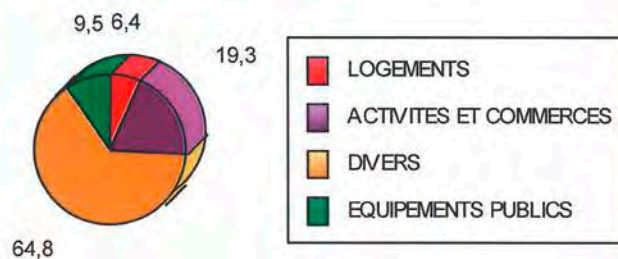 9,5 6,4
19,3
64,8
LOGEMENTS
ACTIVITES ET COMMERCES
DIVERS
EQUIPEMENTS PUBLICS